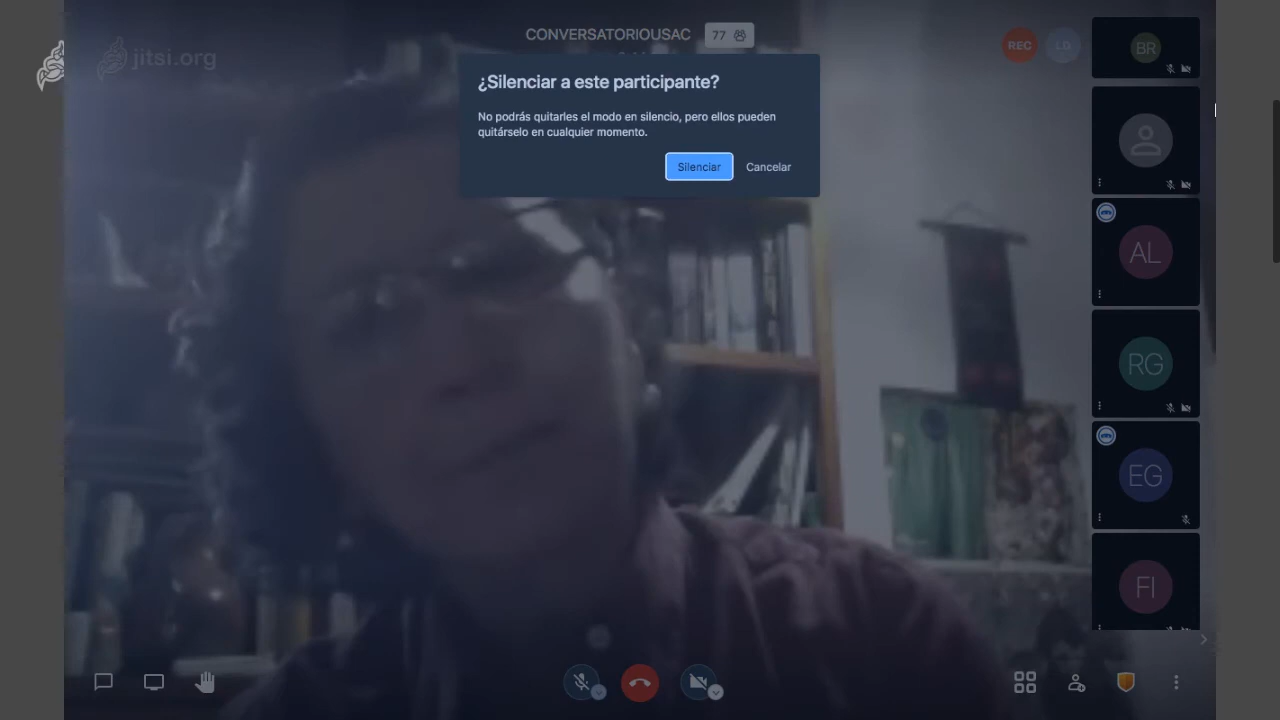 jitsi.org
CONVERSATORIOUSAC
77
REC
LD
BR
¿Silenciar a este participante?
No podrás quitarles el modo en silencio, pero ellos pueden
quitárselo en cualquier momento.
Silenciar
Cancelar
AL
RG
EG
FI